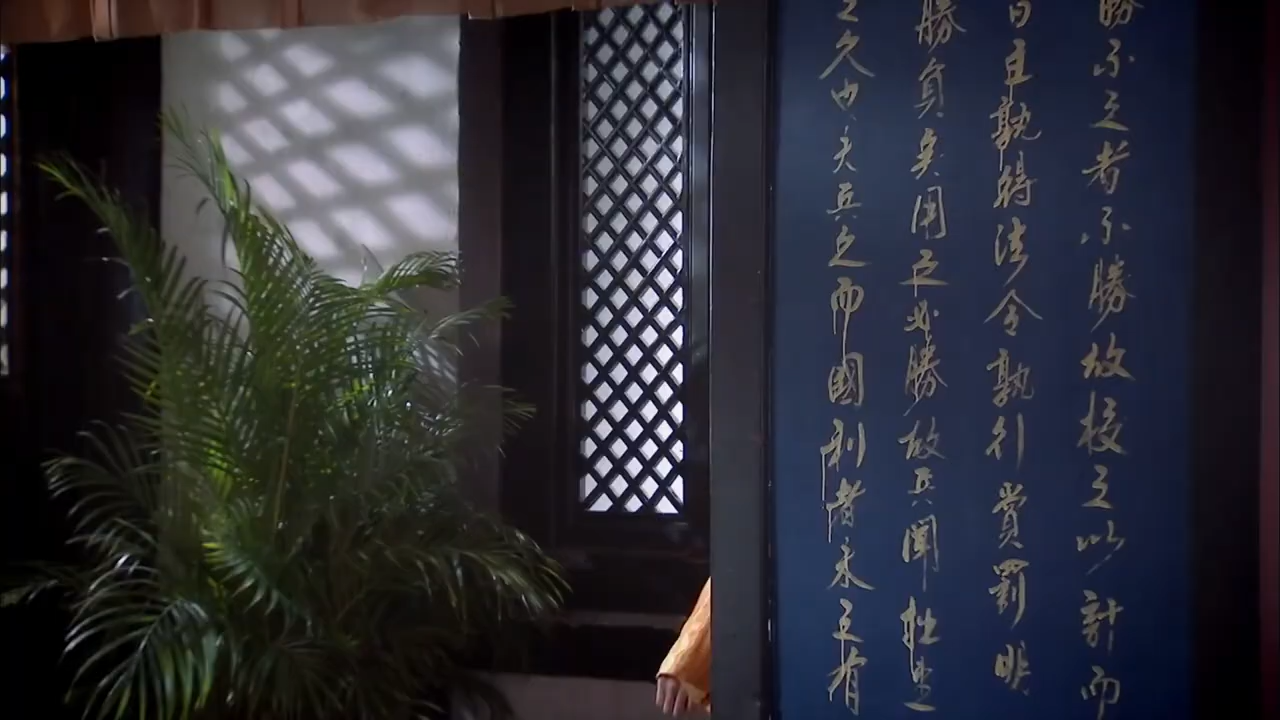 勝不之者不勝故校之以計而
曰主孰將法令孰行賞罰明
勝負矣用之必勝故兵聞拙速
之久也夫兵久而國利者未之有